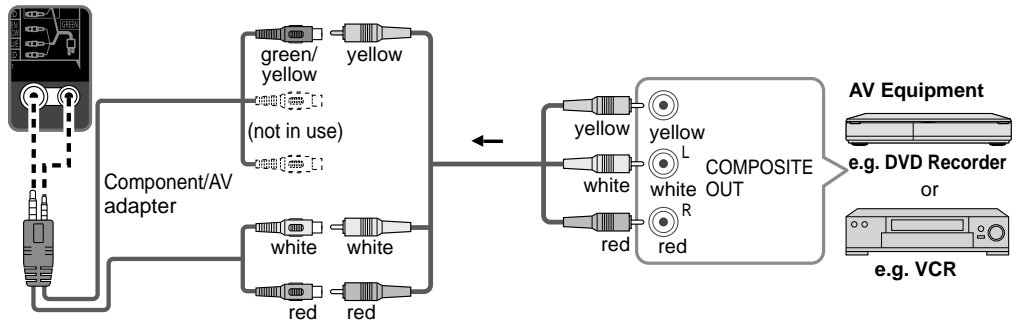 GREEN
green/
yellow
yellow
(not in use)
Component/AV
adapter
white
white
red
red
yellow
white
red
yellow
L
white
R
red
COMPOSITE
OUT
AV Equipment
e.g. DVD Recorder
or
e.g. VCR